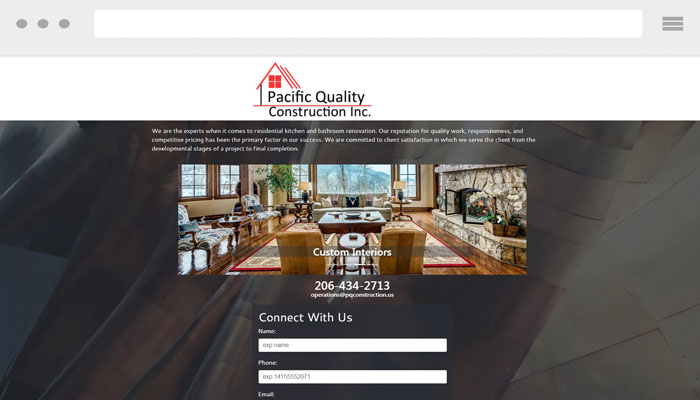 Pacific Quality
Construction Inc.
We are the experts when it comes to residential kitchen and bathroom renovation. Our reputation for quality work, responsiveness, and
competitive pricing has been the primary factor in our success. We are committed to client satisfaction in which we serve the client from the
developmental stages of a project to final completion.
Custom Interiors
206-434-2713
operations@pqconstruction.us
Connect With Us
Name:
exp name
Phone:
exp 14155552671
Email: